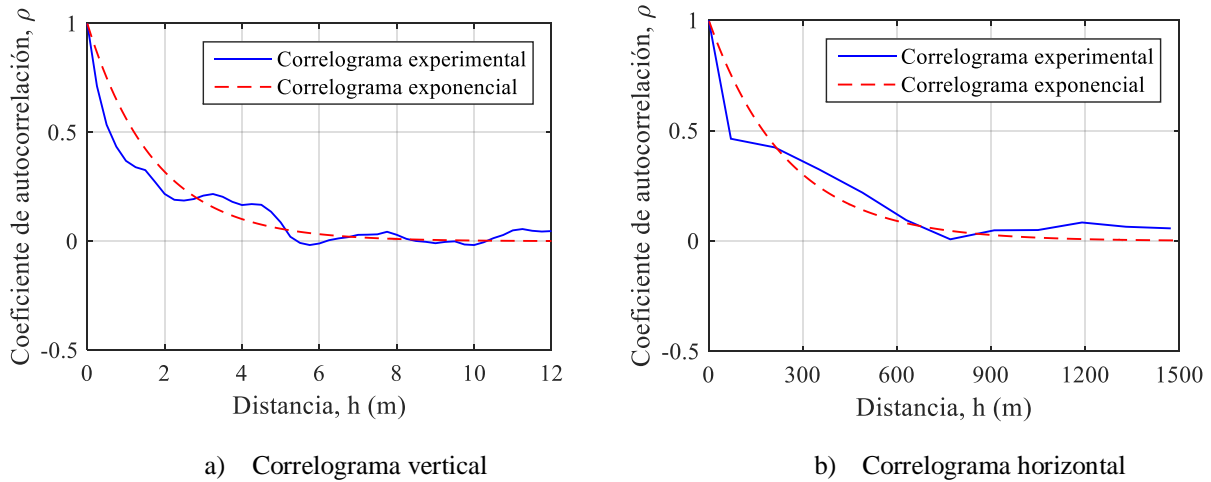 Coeficiente de autocorrelación, ρ
1
0.5
0
-0.5
Correlograma experimental
Correlograma exponencial
0 2 4 6 8 10 12
Distancia, h (m)
a) Correlograma vertical
Coeficiente de autocorrelación, ρ
1
0.5
0
-0.5
Correlograma experimental
Correlograma exponencial
0 300 600 900 1200 1500
Distancia, h (m)
b) Correlograma horizontal